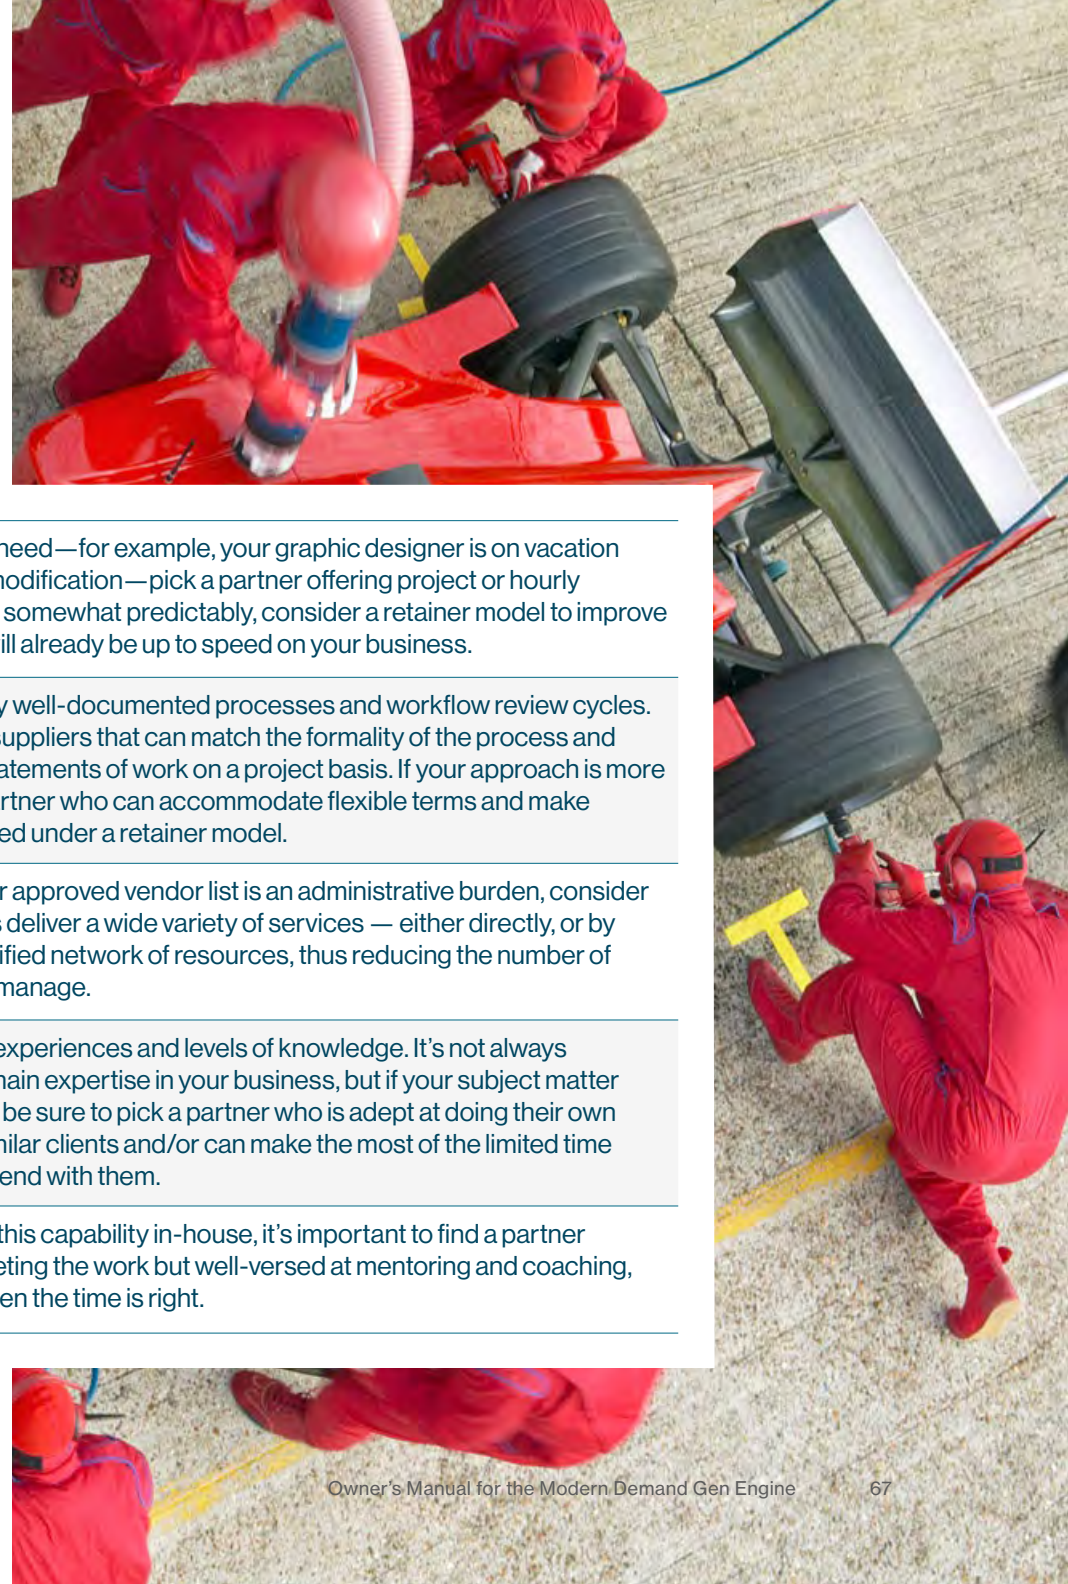 need—for example, your graphic designer is on vacation
modification—pick a partner offering project or hourly
somewhat predictably, consider a retainer model to improve
ill already be up to speed on your business.
y well-documented processes and workflow review cycles.
suppliers that can match the formality of the process and
atements of work on a project basis. If your approach is more
rtner who can accommodate flexible terms and make
ed under a retainer model.
r approved vendor list is an administrative burden, consider
s deliver a wide variety of services — either directly, or by
ified network of resources, thus reducing the number of
manage.
experiences and levels of knowledge. It’s not always
main expertise in your business, but if your subject matter
be sure to pick a partner who is adept at doing their own
milar clients and/or can make the most of the limited time
end with them.
this capability in-house, it’s important to find a partner
eting the work but well-versed at mentoring and coaching,
en the time is right.
Owner’s Manual for the Modern Demand Gen Engine 67